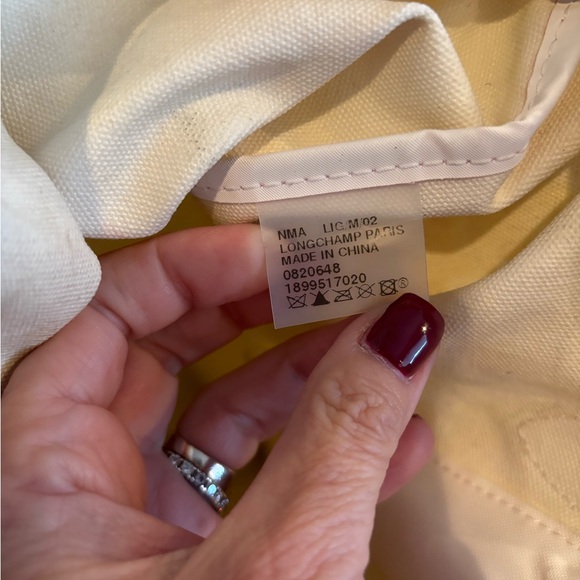 NMA LIG/M/02
LONGCHAMP PARIS
MADE IN CHINA
0820648
1899517020